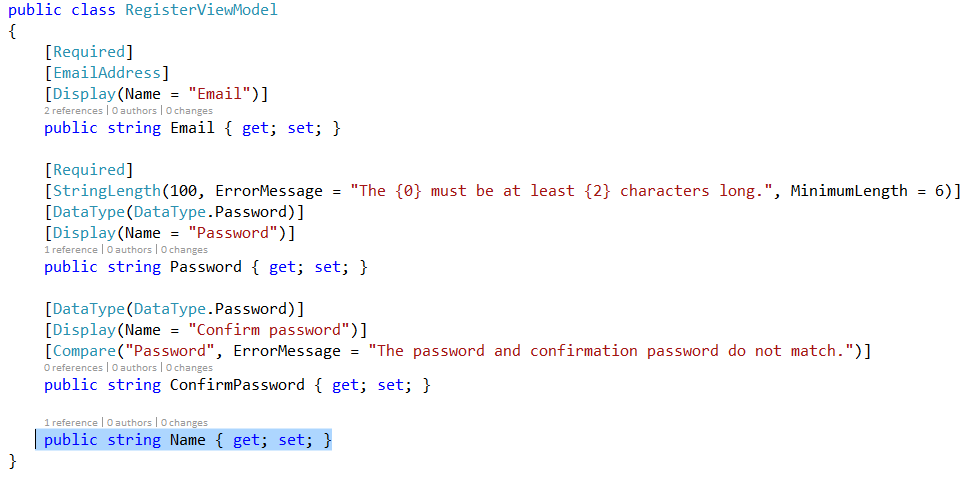 public class RegisterViewModel
{
[Required]
[EmailAddress]
[Display(Name = "Email")]
2 references | 0 authors | 0 changes
public string Email { get; set; }
[Required]
[StringLength(100, ErrorMessage = "The {0} must be at least {2} characters long.", MinimumLength = 6)]
[DataType(DataType.Password)]
[Display(Name = "Password")]
1 reference | 0 authors | 0 changes
public string Password { get; set; }
[DataType(DataType.Password)]
[Display(Name = "Confirm password")]
[Compare("Password", ErrorMessage = "The password and confirmation password do not match.")]
0 references | 0 authors | 0 changes
public string ConfirmPassword { get; set; }
1 reference | 0 authors | 0 changes
public string Name { get; set; }
}